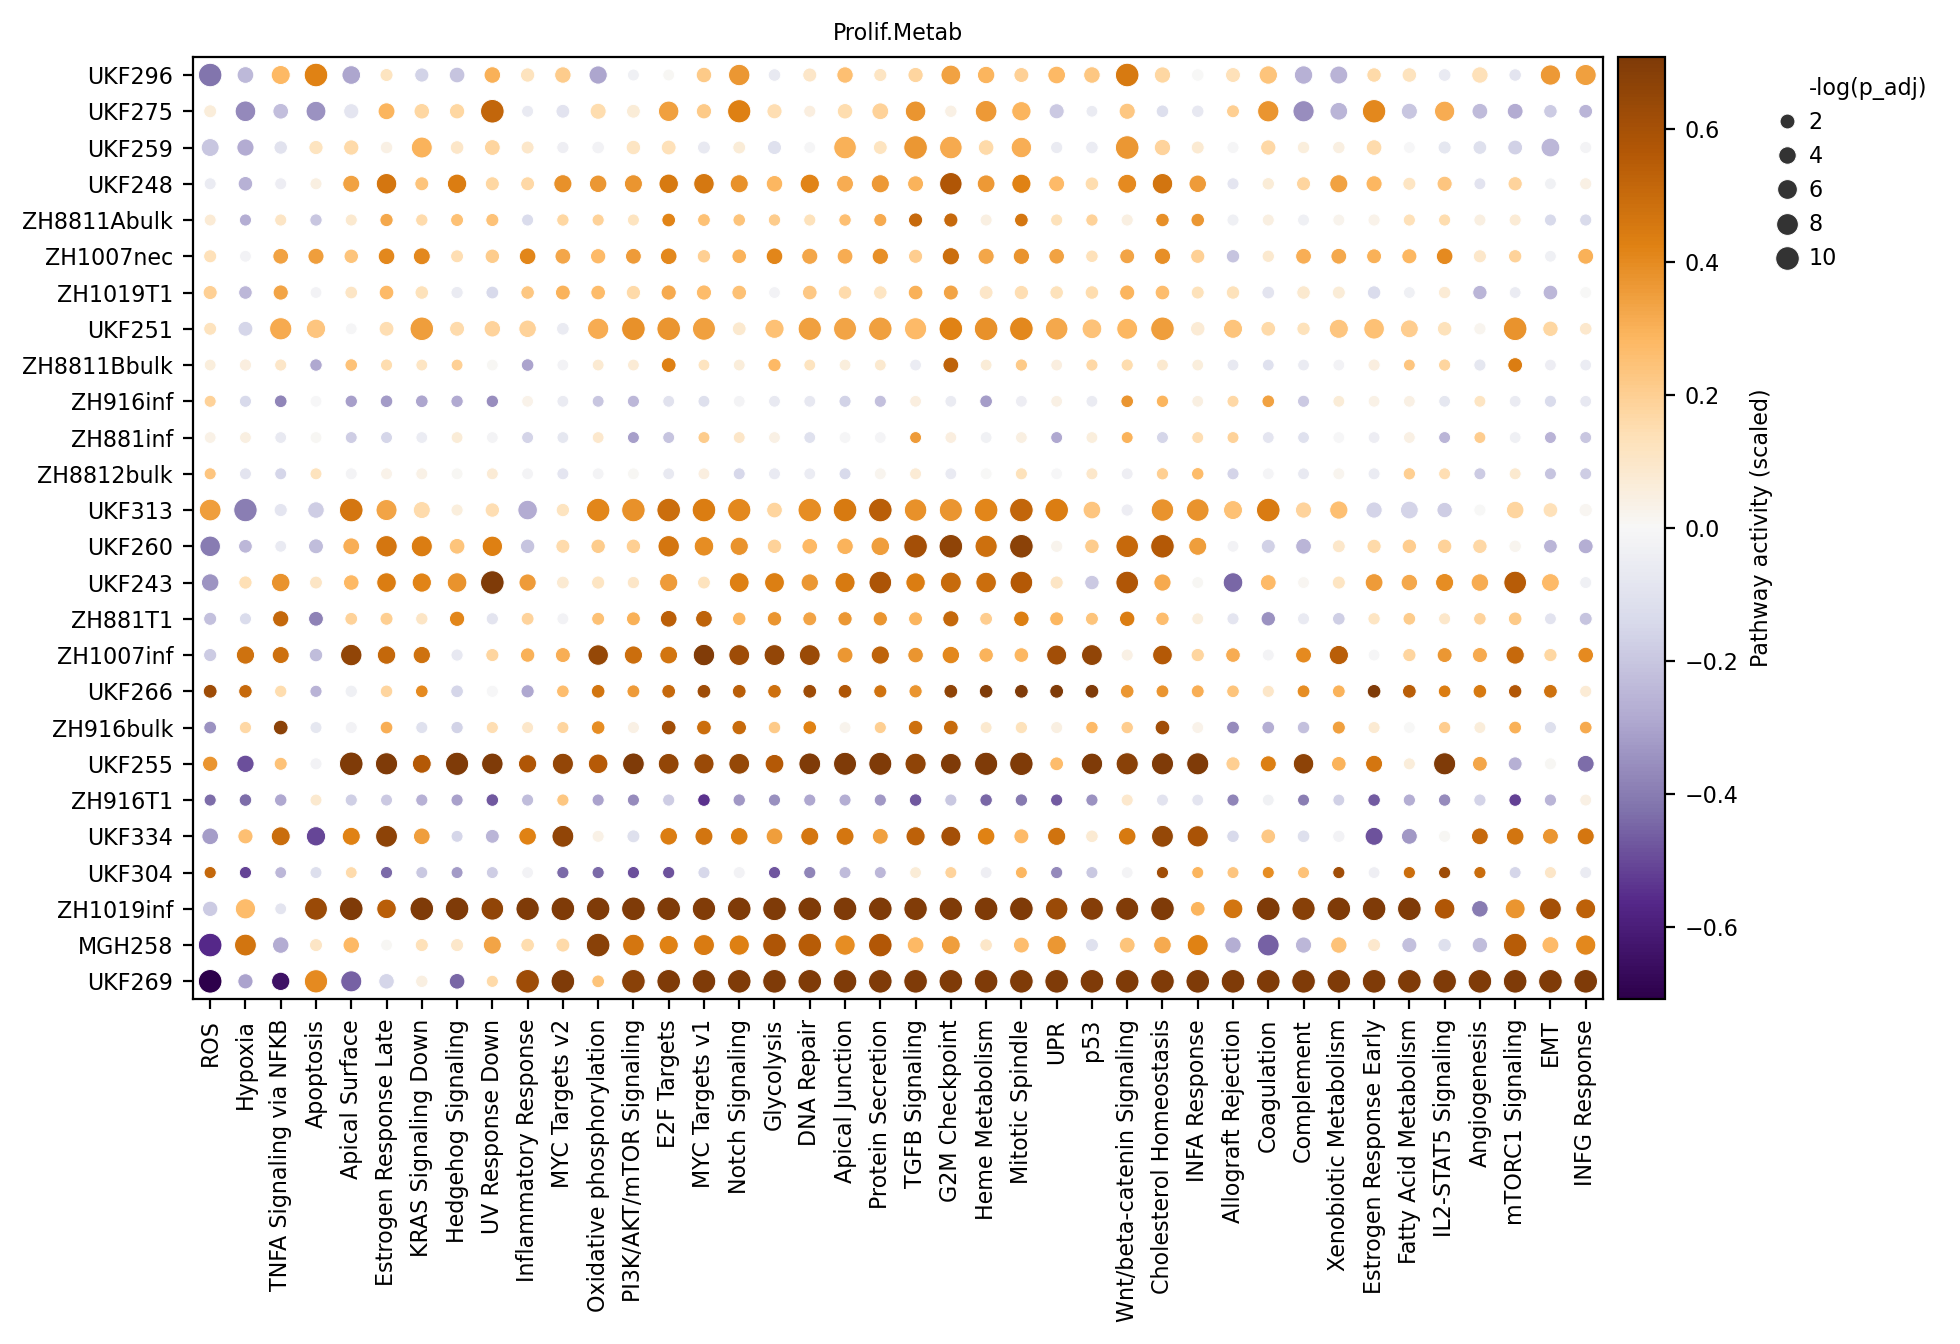 Prolif.Metab
UKF296
UKF275
UKF259
UKF248
ZH8811Abulk
ZH1007nec
ZH1019T1
UKF251
ZH8811Bbulk
ZH916inf
ZH881inf
ZH8812bulk
UKF313
UKF260
UKF243
ZH881T1
ZH1007inf
UKF266
ZH916bulk
UKF255
ZH916T1
UKF334
UKF304
ZH1019inf
MGH258
UKF269
ROS
Hypoxia
TNFA Signaling via NFKB
Apoptosis
Apical Surface
Estrogen Response Late
KRAS Signaling Down
Hedgehog Signaling
UV Response Down
Inflammatory Response
MYC Targets v2
Oxidative phosphorylation
PI3K/AKT/mTOR Signaling
E2F Targets
MYC Targets v1
Notch Signaling
Glycolysis
DNA Repair
Apical Junction
Protein Secretion
TGFB Signaling
G2M Checkpoint
Heme Metabolism
Mitotic Spindle
UPR
p53
Wnt/beta-catenin Signaling
Cholesterol Homeostasis
INFA Response
Allograft Rejection
Coagulation
Complement
Xenobiotic Metabolism
Estrogen Response Early
Fatty Acid Metabolism
IL2-STAT5 Signaling
Angiogenesis
mTORC1 Signaling
EMT
INFG Response
0.6
0.4
0.2
0.0
−0.2
−0.4
−0.6
Pathway activity (scaled)
-log(p_adj)
2
4
6
8
10